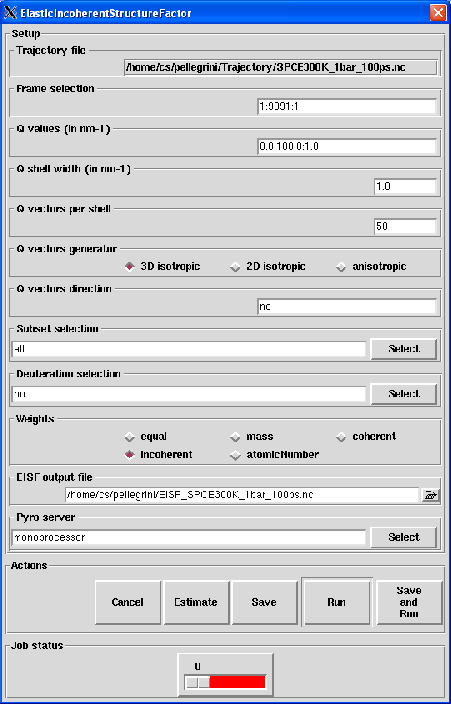 ElasticIncoherentStructureFactor
Setup
Trajectory file
/home/cs/pellegrini/Trajectory/SPCE300K_1bar_100ps.nc
Frame selection
1:9091:1
Q values (in nm-1)
0.0:100.0:1.0
Q shell width (in nm-1)
1.0
Q vectors per shell
50
Q vectors generator
3D isotropic 2D isotropic anisotropic
Q vectors direction
no
Subset selection
all Select
Deuteration selection
no Select
Weights
equal mass coherent
incoherent atomicNumber
EISF output file
/home/cs/pellegrini/EISF_SPCE300K_1bar_100ps.nc
Pyro server
monoprocessor Select
Actions
Cancel Estimate Save Run Save and Run
Job status
0